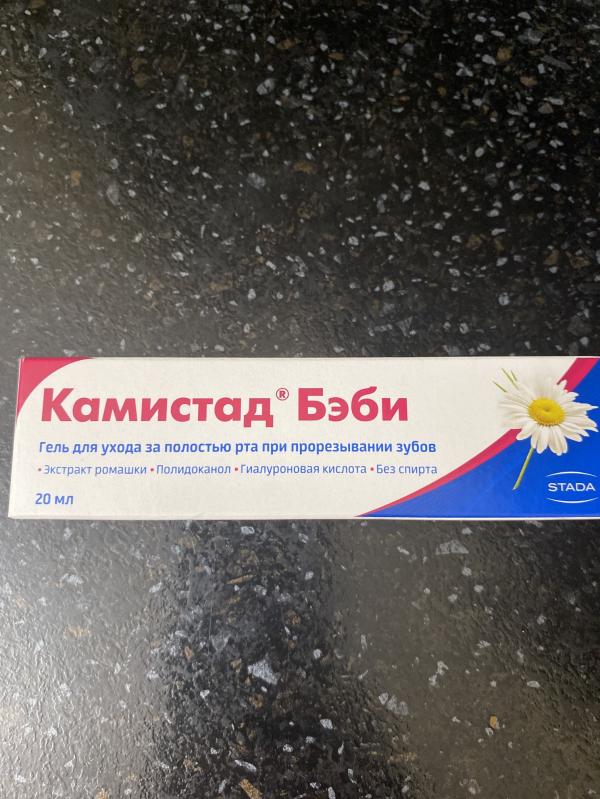 Камистад® Бэби
Гель для ухода за полостью рта при прорезывании зубов
• Экстракт ромашки • Полидоканол • Гиалуроновая кислота • Без спирта
20 мл
STADA